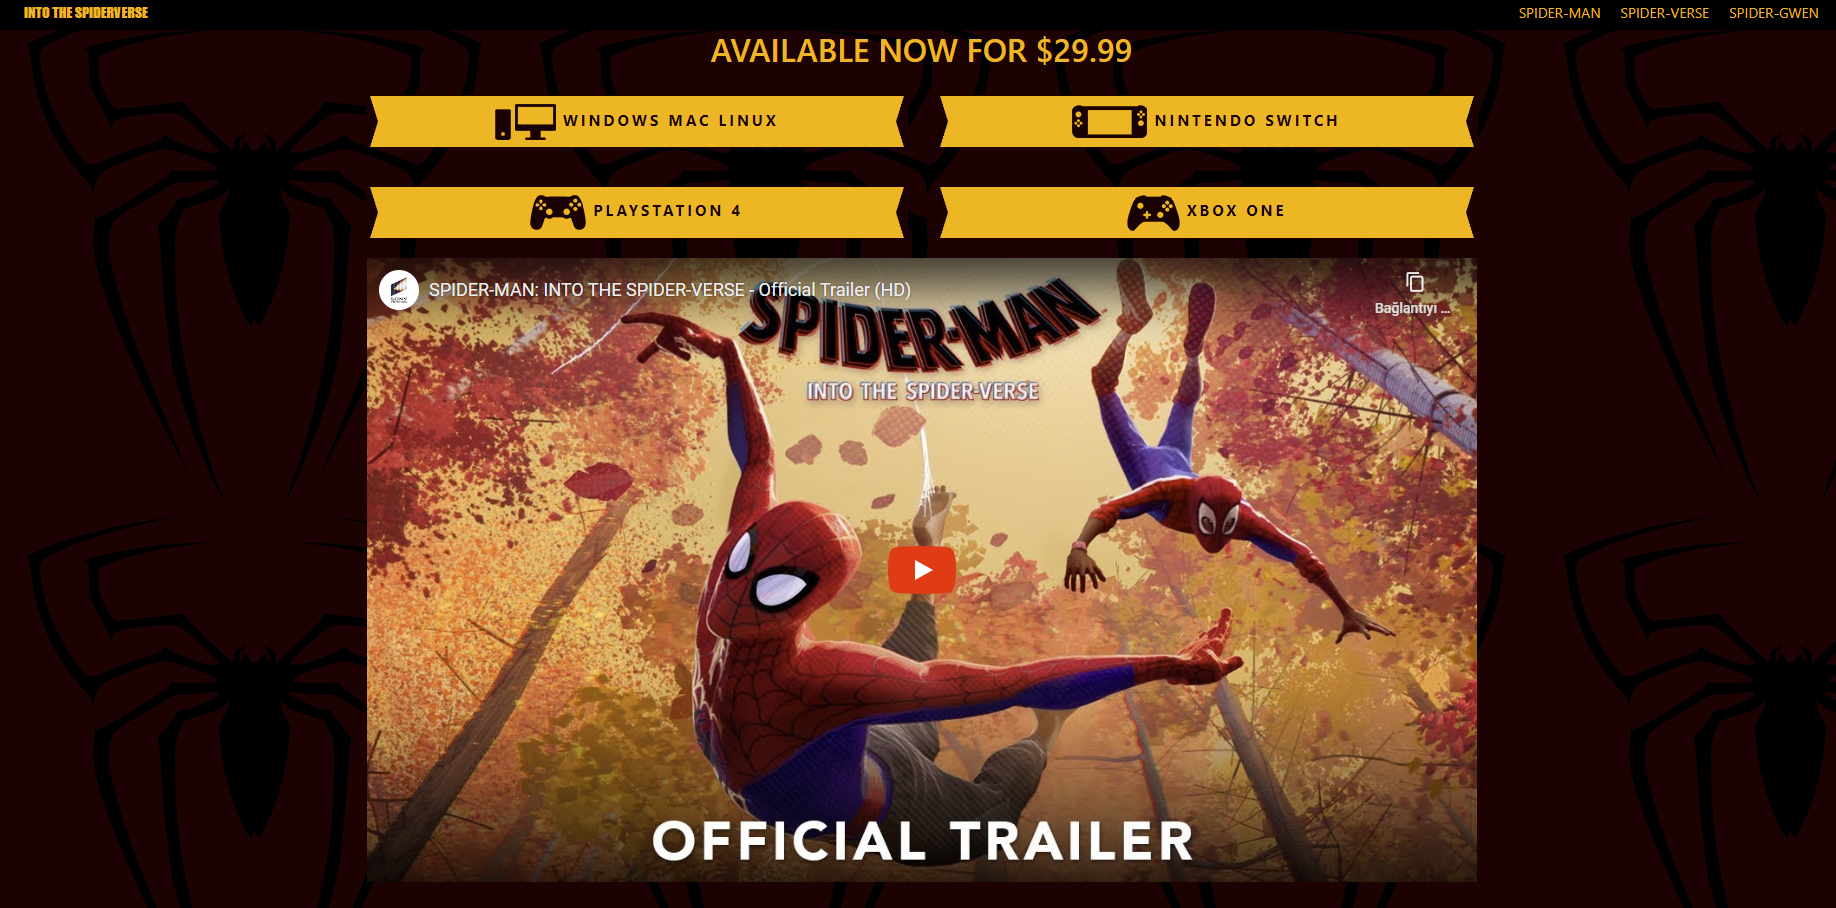 INTO THE SPIDERVERSE
SPIDER-MAN SPIDER-VERSE SPIDER-GWEN
AVAILABLE NOW FOR $29.99
WINDOWS MAC LINUX
NINTENDO SWITCH
PLAYSTATION 4
XBOX ONE
SONY
SPIDER-MAN: INTO THE SPIDER-VERSE - Official Trailer (HD)
Bağlantıyı ...
SPIDER-MAN
INTO THE SPIDER-VERSE
OFFICIAL TRAILER